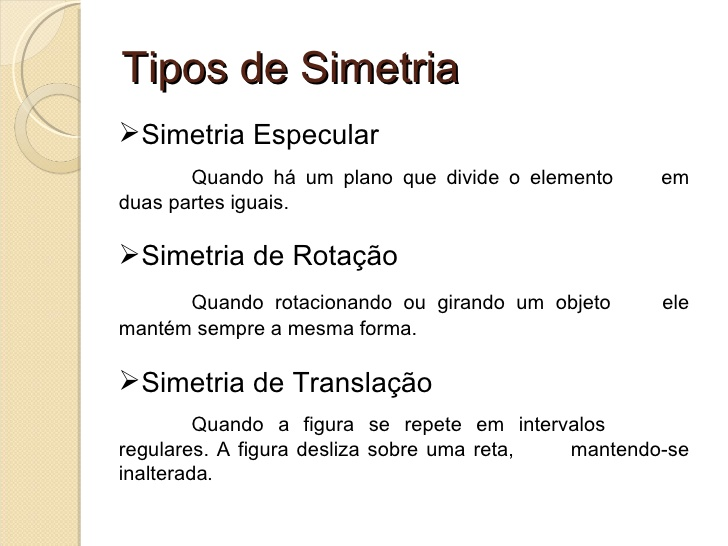 Tipos de Simetria
➢Simetria Especular
Quando há um plano que divide o elemento em
duas partes iguais.
➢Simetria de Rotação
Quando rotacionando ou girando um objeto ele
mantém sempre a mesma forma.
➢Simetria de Translação
Quando a figura se repete em intervalos
regulares. A figura desliza sobre uma reta, mantendo-se
inalterada.